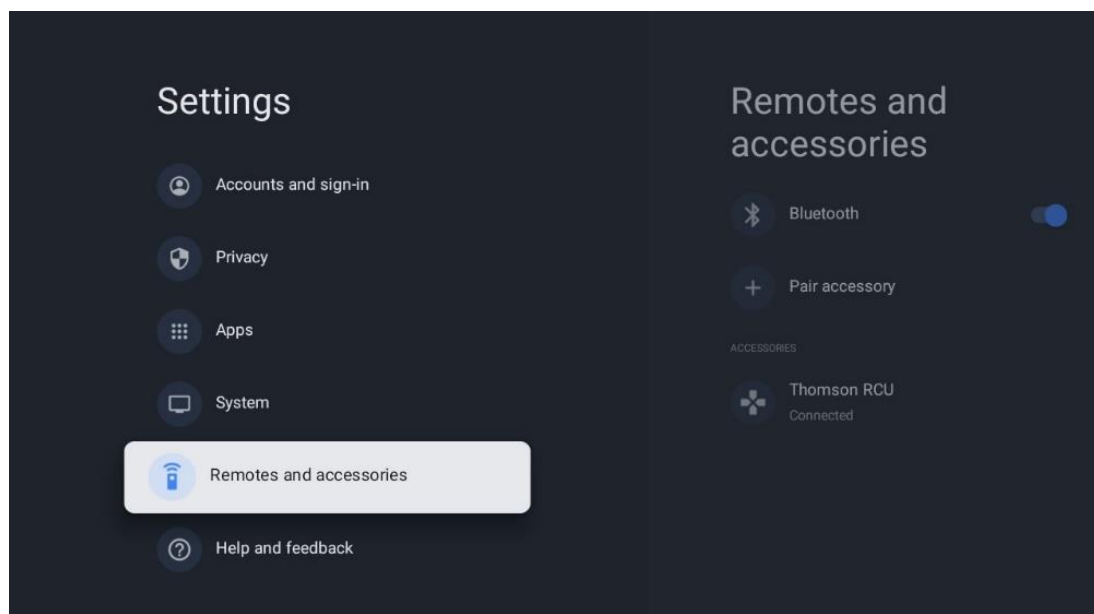 Settings
Accounts and sign-in
Privacy
Apps
System
Remotes and accessories
Help and feedback
Remotes and
accessories
Bluetooth
Pair accessory
ACCESSORIES
Thomson RCU
Connected